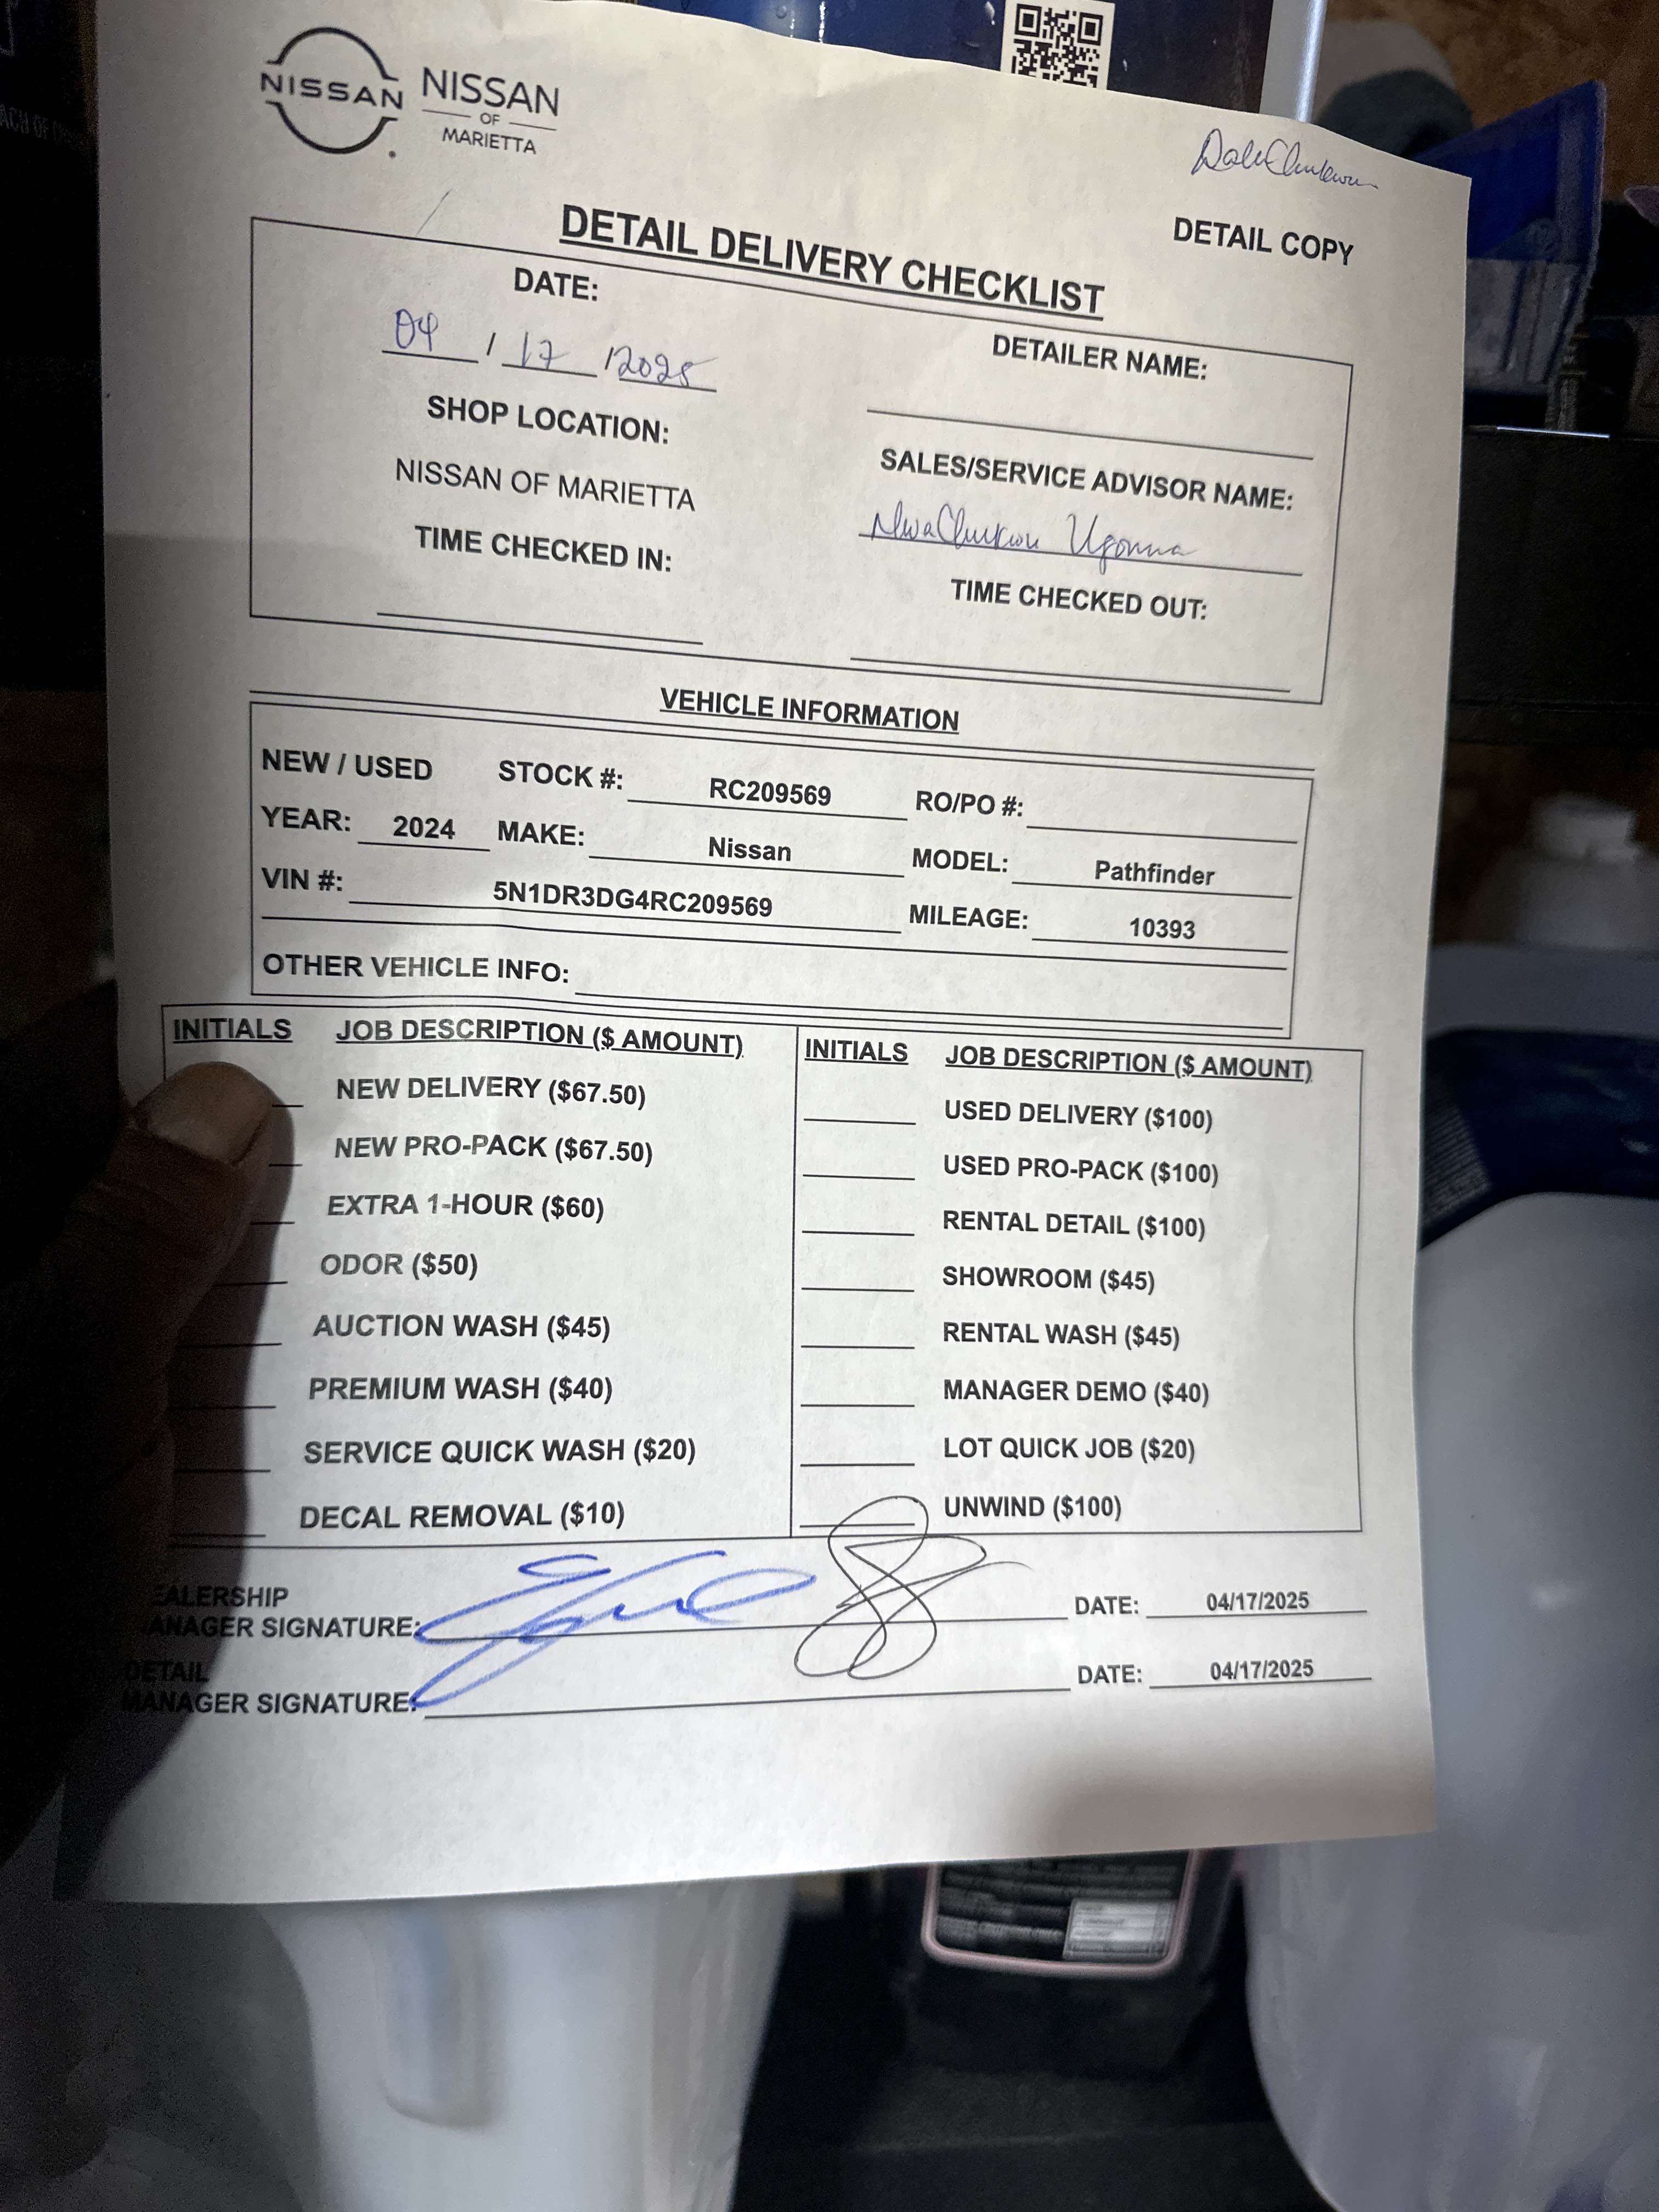 NISSAN
NISSAN
OF
MARIETTA
DETAIL COPY
DETAIL DELIVERY CHECKLIST
DATE:
04 / 17 / 2025
SHOP LOCATION:
NISSAN OF MARIETTA
TIME CHECKED IN:
DETAILER NAME:
SALES/SERVICE ADVISOR NAME:
NwaChukwu Ugonna
TIME CHECKED OUT:
VEHICLE INFORMATION
NEW / USED STOCK #: RC209569 RO/PO #:
YEAR: 2024 MAKE: Nissan MODEL: Pathfinder
VIN #: 5N1DR3DG4RC209569 MILEAGE: 10393
OTHER VEHICLE INFO:
INITIALS JOB DESCRIPTION ($ AMOUNT)
NEW DELIVERY ($67.50)
NEW PRO-PACK ($67.50)
EXTRA 1-HOUR ($60)
ODOR ($50)
AUCTION WASH ($45)
PREMIUM WASH ($40)
SERVICE QUICK WASH ($20)
DECAL REMOVAL ($10)
INITIALS JOB DESCRIPTION ($ AMOUNT)
USED DELIVERY ($100)
USED PRO-PACK ($100)
RENTAL DETAIL ($100)
SHOWROOM ($45)
RENTAL WASH ($45)
MANAGER DEMO ($40)
LOT QUICK JOB ($20)
UNWIND ($100)
EALERSHIP
ANAGER SIGNATURE: DATE: 04/17/2025
DETAIL
MANAGER SIGNATURE: DATE: 04/17/2025